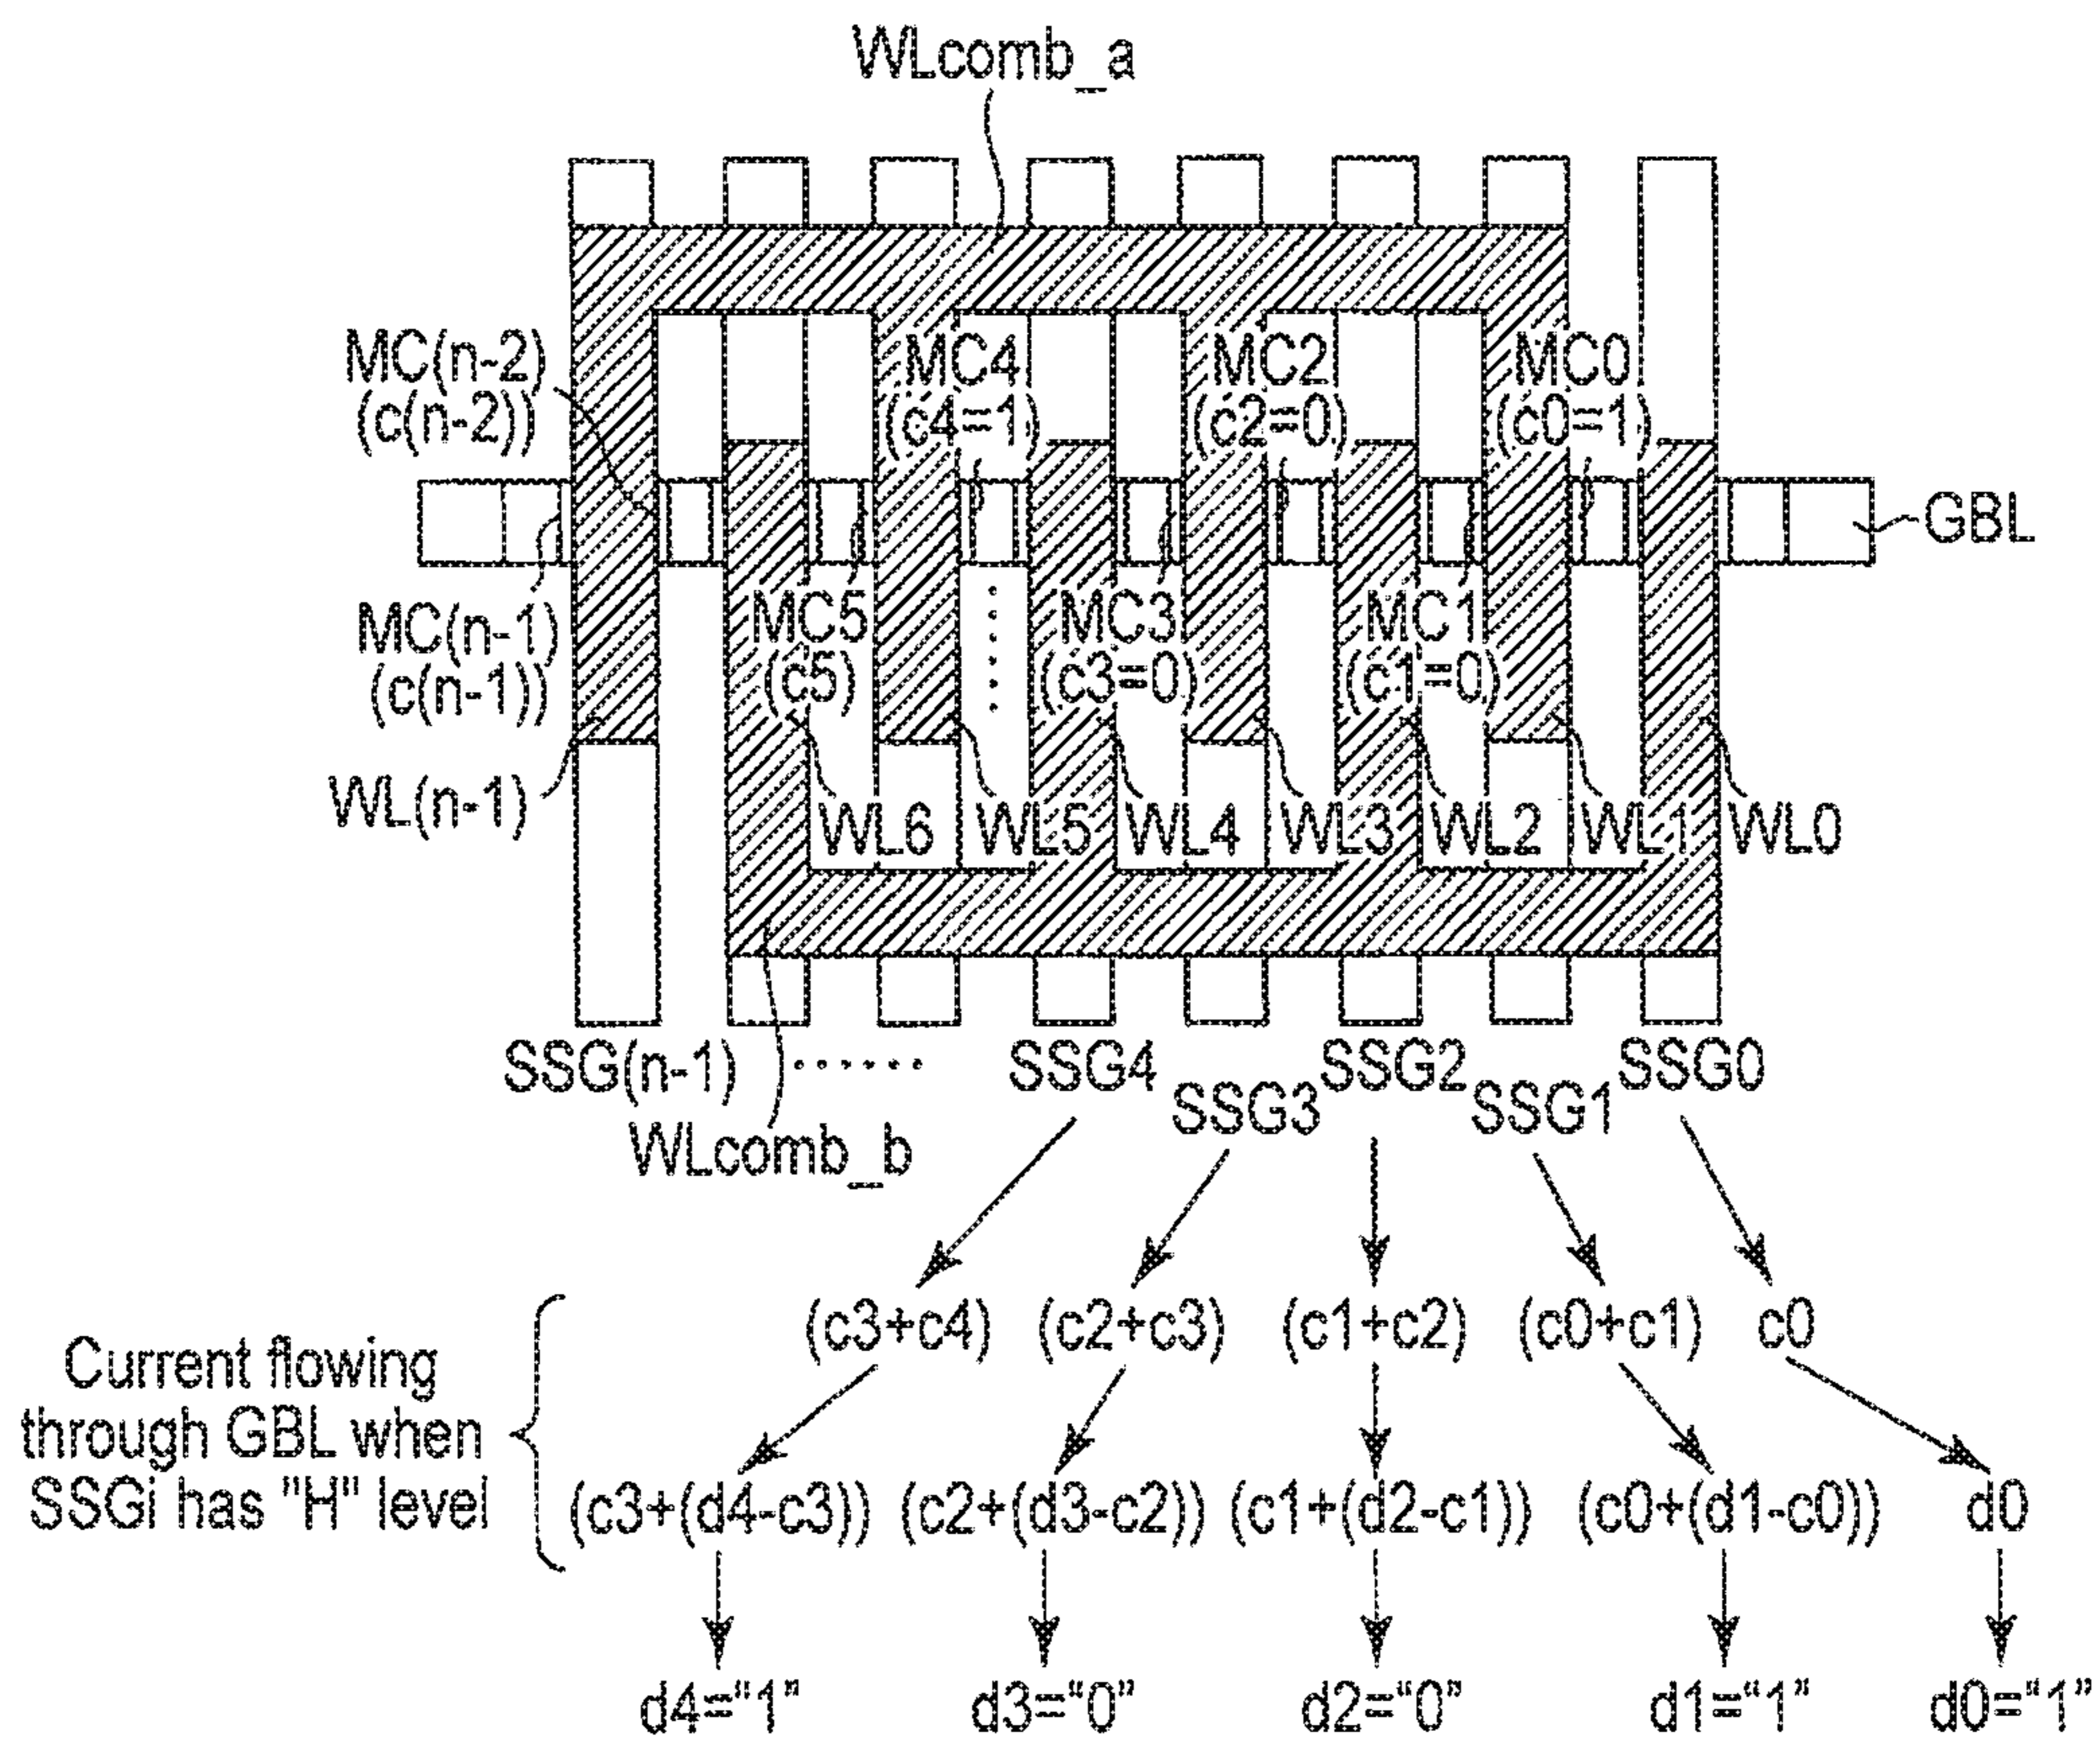 WLcomb_a
MC(n-2)
(c(n-2))
MC4
(c4=1)
MC2
(c2=0)
MC0
(c0=1)
GBL
MC(n-1)
(c(n-1))
MC5
(c5)
MC3
(c3=0)
MC1
(c1=0)
WL(n-1)
WL6
WL5
WL4
WL3
WL2
WL1
WL0
SSG(n-1)
......
SSG4
SSG3
SSG2
SSG1
SSG0
WLcomb_b
Current flowing
through GBL when
SSGi has "H" level
(c3+c4) (c2+c3) (c1+c2) (c0+c1) c0
(c3+(d4-c3)) (c2+(d3-c2)) (c1+(d2-c1)) (c0+(d1-c0)) d0
d4=“1” d3=“0” d2=“0” d1=“1” d0=“1”